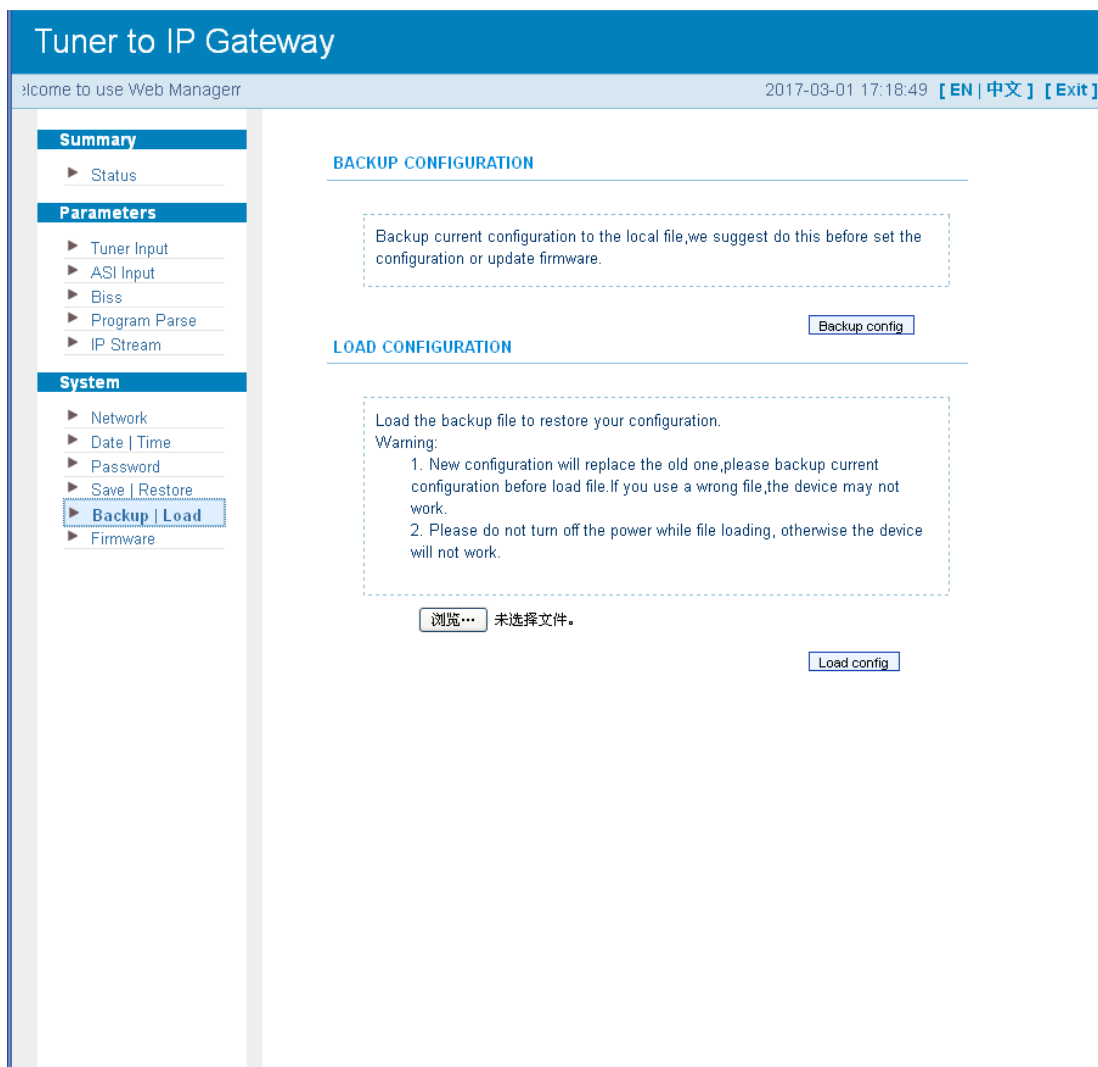 Tuner to IP Gateway
elcome to use Web Managem
2017-03-01 17:18:49 [ EN | 中文 ] [ Exit ]
Summary
Status
Parameters
Tuner Input
ASI Input
Biss
Program Parse
IP Stream
System
Network
Date | Time
Password
Save | Restore
Backup | Load
Firmware
BACKUP CONFIGURATION
Backup current configuration to the local file,we suggest do this before set the
configuration or update firmware.
Backup config
LOAD CONFIGURATION
Load the backup file to restore your configuration.
Warning:
1. New configuration will replace the old one,please backup current
configuration before load file.If you use a wrong file,the device may not
work.
2. Please do not turn off the power while file loading, otherwise the device
will not work.
浏览… 未选择文件。
Load config